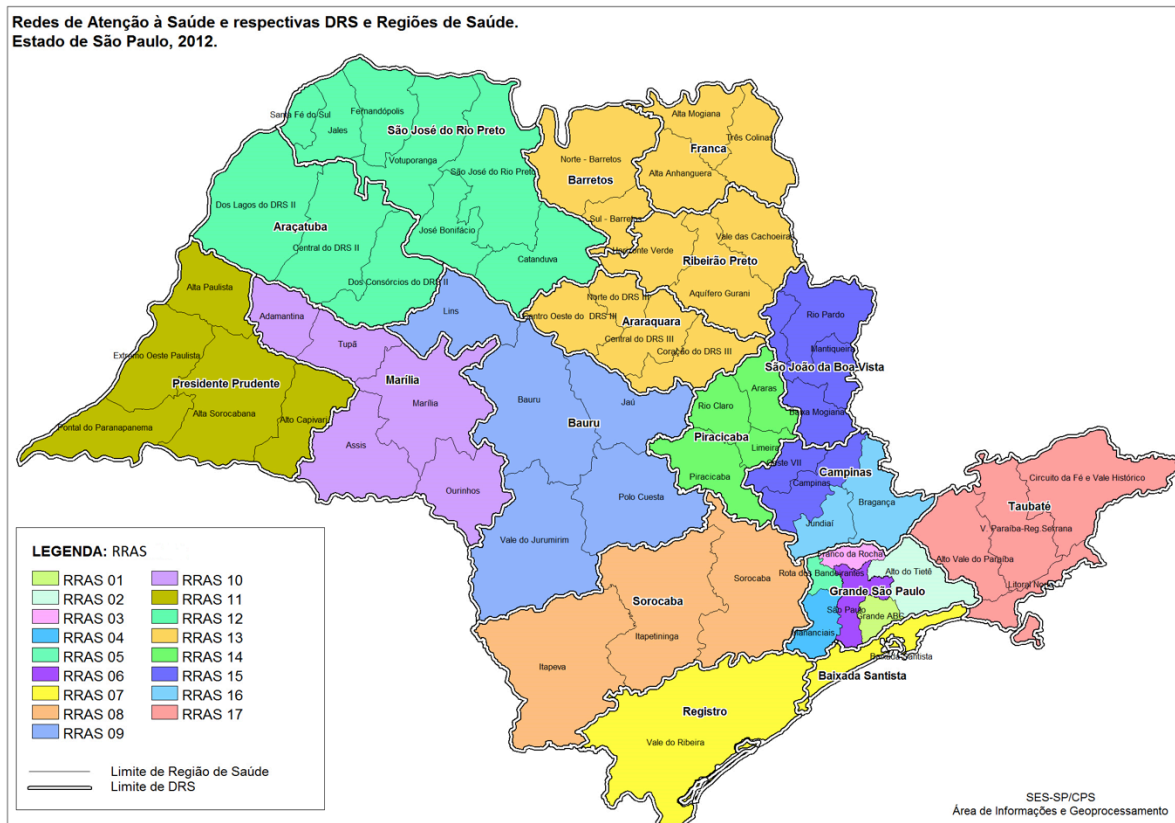 Redes de Atenção à Saúde e respectivas DRS e Regiões de Saúde.
Estado de São Paulo, 2012.
Santa Fé do Sul
Fernandópolis
Jales
São José do Rio Preto
Votuporanga
São José do Rio Preto
José Bonifácio
Catanduva
Dos Lagos do DRS II
Araçatuba
Central do DRS II
Dos Consórcios do DRS II
Norte - Barretos
Barretos
Sul - Barretos
Alta Mogiana
Três Colinas
Franca
Alta Anhanguera
Vale das Cachoeiras
Horizonte Verde
Ribeirão Preto
Aquífero Gurani
Norte do DRS III
Centro Oeste do DRS III
Araraquara
Central do DRS III
Coração do DRS III
Alta Paulista
Extremo Oeste Paulista
Presidente Prudente
Alta Sorocabana
Alto Capivari
Pontal do Paranapanema
Adamantina
Tupã
Marília
Marília
Assis
Ourinhos
Lins
Bauru
Jaú
Bauru
Polo Cuesta
Vale do Jurumirim
Rio Pardo
Mantiqueira
São João da Boa Vista
Baixa Mogiana
Araras
Rio Claro
Piracicaba
Limeira
Piracicaba
Oeste VII
Campinas
Campinas
Bragança
Jundiaí
Circuito da Fé e Vale Histórico
Taubaté
V. Paraíba-Reg.Serrana
Alto Vale do Paraíba
Litoral Norte
Franco da Rocha
Rota dos Bandeirantes
Alto do Tietê
Grande São Paulo
São Paulo
Grande ABC
Mananciais
Sorocaba
Sorocaba
Itapetininga
Itapeva
Baixada Santista
Baixada Santista
Registro
Vale do Ribeira
LEGENDA: RRAS
RRAS 01
RRAS 02
RRAS 03
RRAS 04
RRAS 05
RRAS 06
RRAS 07
RRAS 08
RRAS 09
RRAS 10
RRAS 11
RRAS 12
RRAS 13
RRAS 14
RRAS 15
RRAS 16
RRAS 17
Limite de Região de Saúde
Limite de DRS
SES-SP/CPS
Área de Informações e Geoprocessamento